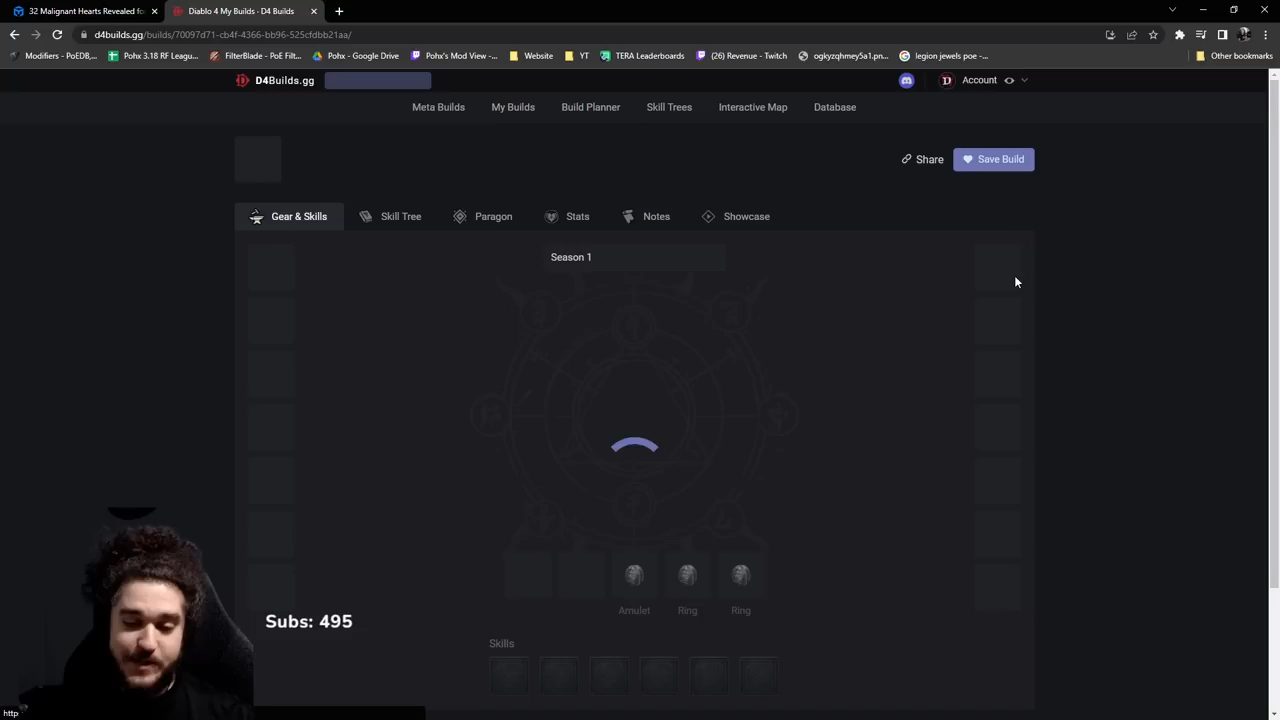 32 Malignant Hearts Revealed fo
Diablo 4 My Builds - D4 Builds
d4builds.gg/builds/70097d71-cb4f-4366-bb96-525cfdbb21aa/
Modifiers - PoEDB,...
Pohx 3.18 RF Leagu...
FilterBlade - PoE Filt...
Pohx - Google Drive
Pohx's Mod View -...
Website
YT
TERA Leaderboards
(2) Revenue - Twitch
ogkyzqhmey5a1.pn...
legion jewels poe -...
Other bookmarks
D4Builds.gg
Account
Meta Builds
My Builds
Build Planner
Skill Trees
Interactive Map
Database
Share
Save Build
Gear & Skills
Skill Tree
Paragon
Stats
Notes
Showcase
Season 1
Amulet
Ring
Ring
Subs: 495
Skills
http